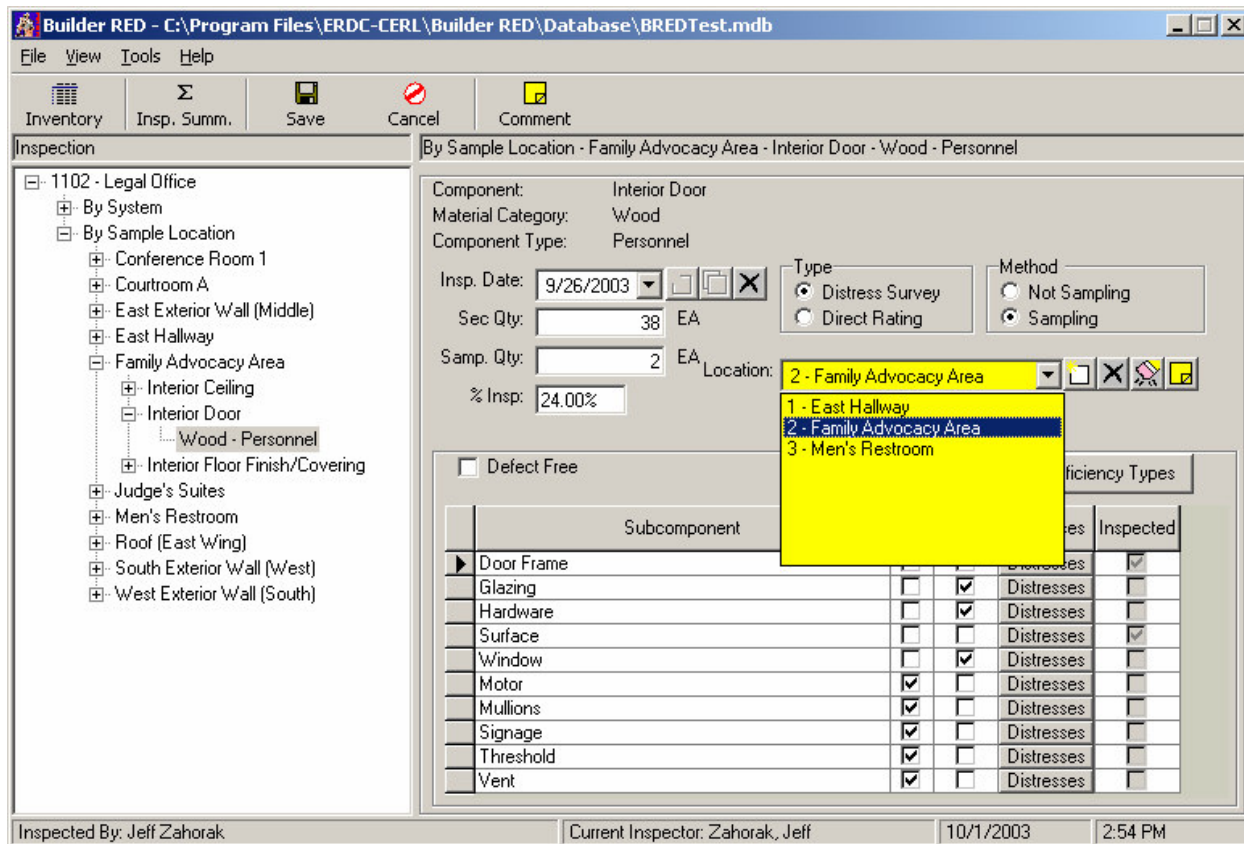 Builder RED - C:\Program Files\ERDC-CERL\Builder RED\Database\BREDTest.mdb
File View Tools Help
Inventory Σ Insp. Summ. Save Cancel Comment
Inspection
1102 - Legal Office
By System
By Sample Location
Conference Room 1
Courtroom A
East Exterior Wall (Middle)
East Hallway
Family Advocacy Area
Interior Ceiling
Interior Door
Wood - Personnel
Interior Floor Finish/Covering
Judge's Suites
Men's Restroom
Roof (East Wing)
South Exterior Wall (West)
West Exterior Wall (South)
By Sample Location - Family Advocacy Area - Interior Door - Wood - Personnel
Component: Interior Door
Material Category: Wood
Component Type: Personnel
Insp. Date: 9/26/2003
Sec Qty: 38 EA
Samp. Qty: 2 EA
% Insp: 24.00%
Type
Distress Survey
Direct Rating
Method
Not Sampling
Sampling
Location: 2 - Family Advocacy Area
1 - East Hallway
2 - Family Advocacy Area
3 - Men's Restroom
Defect Free
ficiency Types
Subcomponent es Inspected
Door Frame Distresses
Glazing Distresses
Hardware Distresses
Surface Distresses
Window Distresses
Motor Distresses
Mullions Distresses
Signage Distresses
Threshold Distresses
Vent Distresses
Inspected By: Jeff Zahorak Current Inspector: Zahorak, Jeff 10/1/2003 2:54 PM